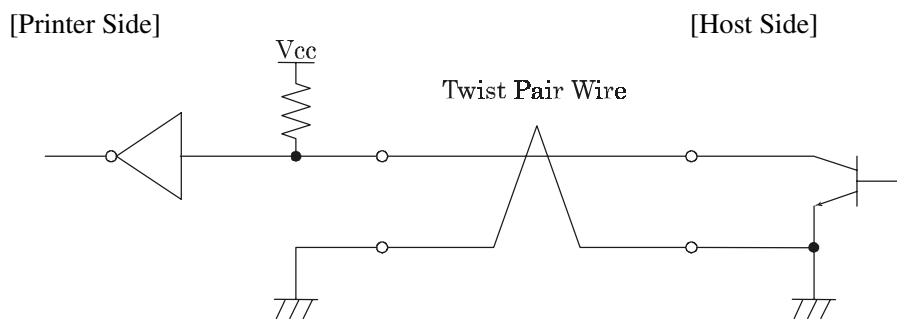 [Printer Side]
[Host Side]
Vcc
Twist Pair Wire